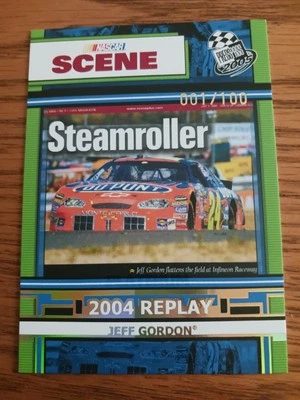 NASCAR
SCENE
PRESS PASS
2005
001/100
Steamroller
DUPONT
Jeff Gordon flattens the field at Infineon Raceway
2004 REPLAY
JEFF GORDON®